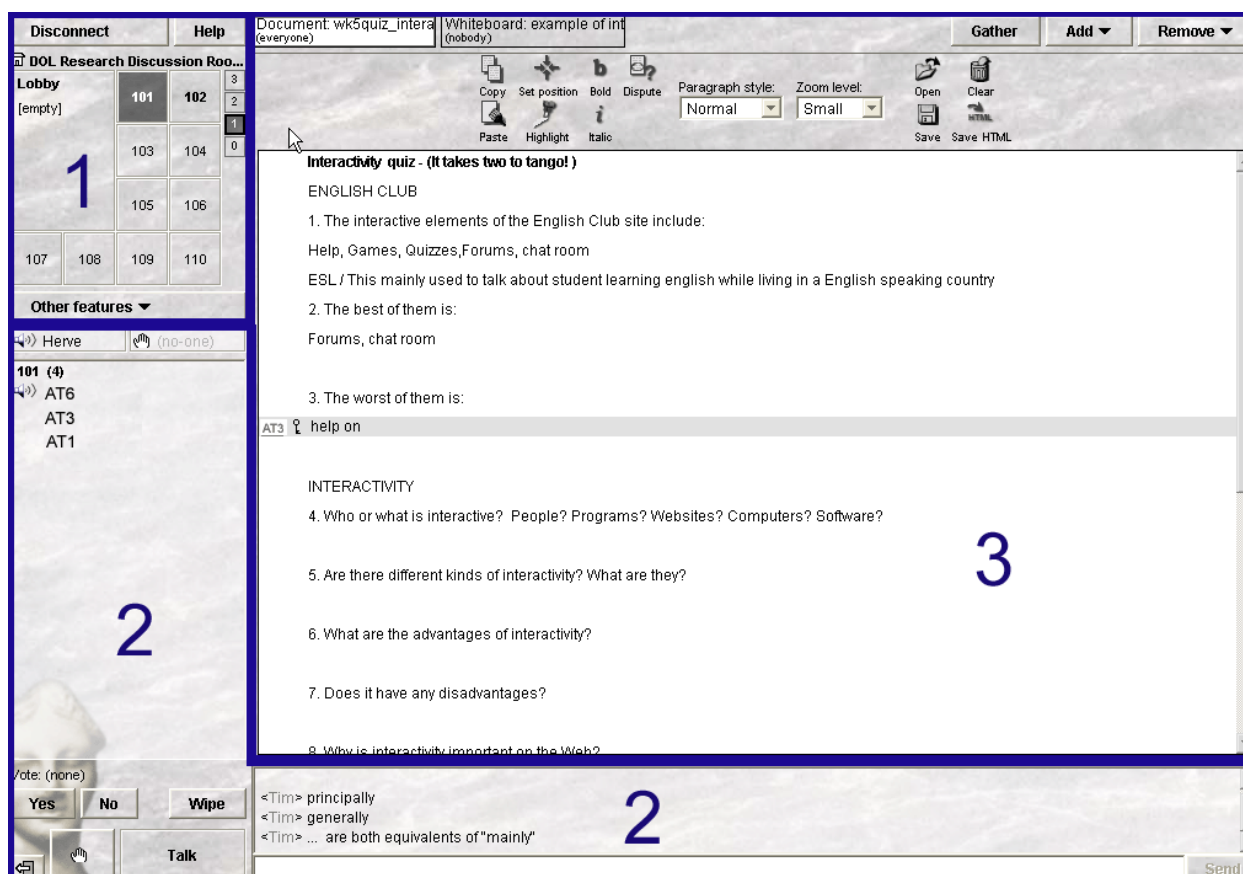 Disconnect Help
DOL Research Discussion Roo...
Lobby
[empty]
101 102
103 104
105 106
107 108 109 110
3
2
1
0
1
Other features
Herve (no-one)
101 (4)
AT6
AT3
AT1
2
Vote: (none)
Yes No Wipe
Talk
Document: wk5quiz_intera
(everyone)
Whiteboard: example of int
(nobody)
Gather Add Remove
Copy Set position Bold Dispute
Paste Highlight Italic
Paragraph style:
Normal
Zoom level:
Small
Open Clear
Save Save HTML
Interactivity quiz - (It takes two to tango! )
ENGLISH CLUB
1. The interactive elements of the English Club site include:
Help, Games, Quizzes,Forums, chat room
ESL / This mainly used to talk about student learning english while living in a English speaking country
2. The best of them is:
Forums, chat room
3. The worst of them is:
AT3 help on
INTERACTIVITY
4. Who or what is interactive? People? Programs? Websites? Computers? Software?
5. Are there different kinds of interactivity? What are they?
6. What are the advantages of interactivity?
7. Does it have any disadvantages?
8. Why is interactivity important on the Web?
3
<Tim> principally
<Tim> generally
<Tim> ... are both equivalents of "mainly"
2
Send